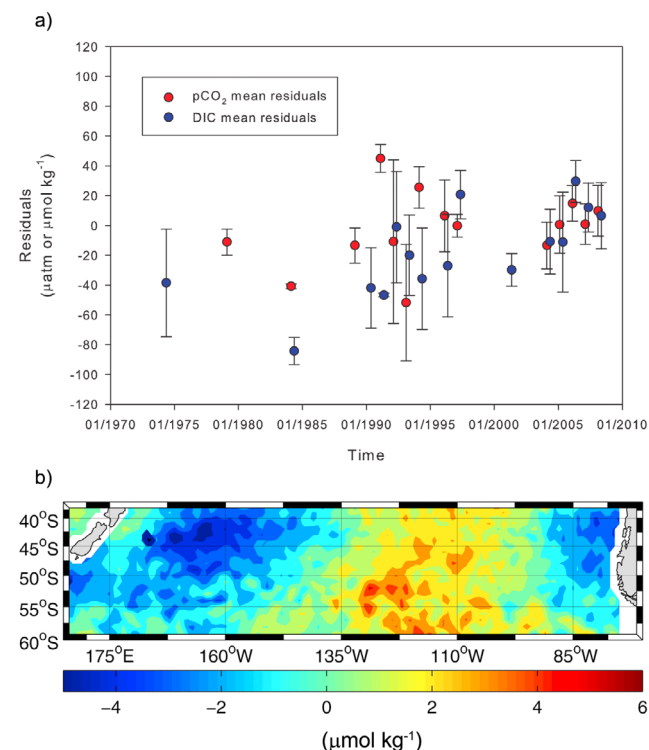 a)
120
100
80
60
40
20
0
-20
-40
-60
-80
-100
-120
Residuals
(μatm or μmol kg⁻¹)
pCO₂ mean residuals
DIC mean residuals
01/1970 01/1975 01/1980 01/1985 01/1990 01/1995 01/2000 01/2005 01/2010
Time
b)
40°S
45°S
50°S
55°S
60°S
175°E 160°W 135°W 110°W 85°W
−4 −2 0 2 4 6
(μmol kg⁻¹)